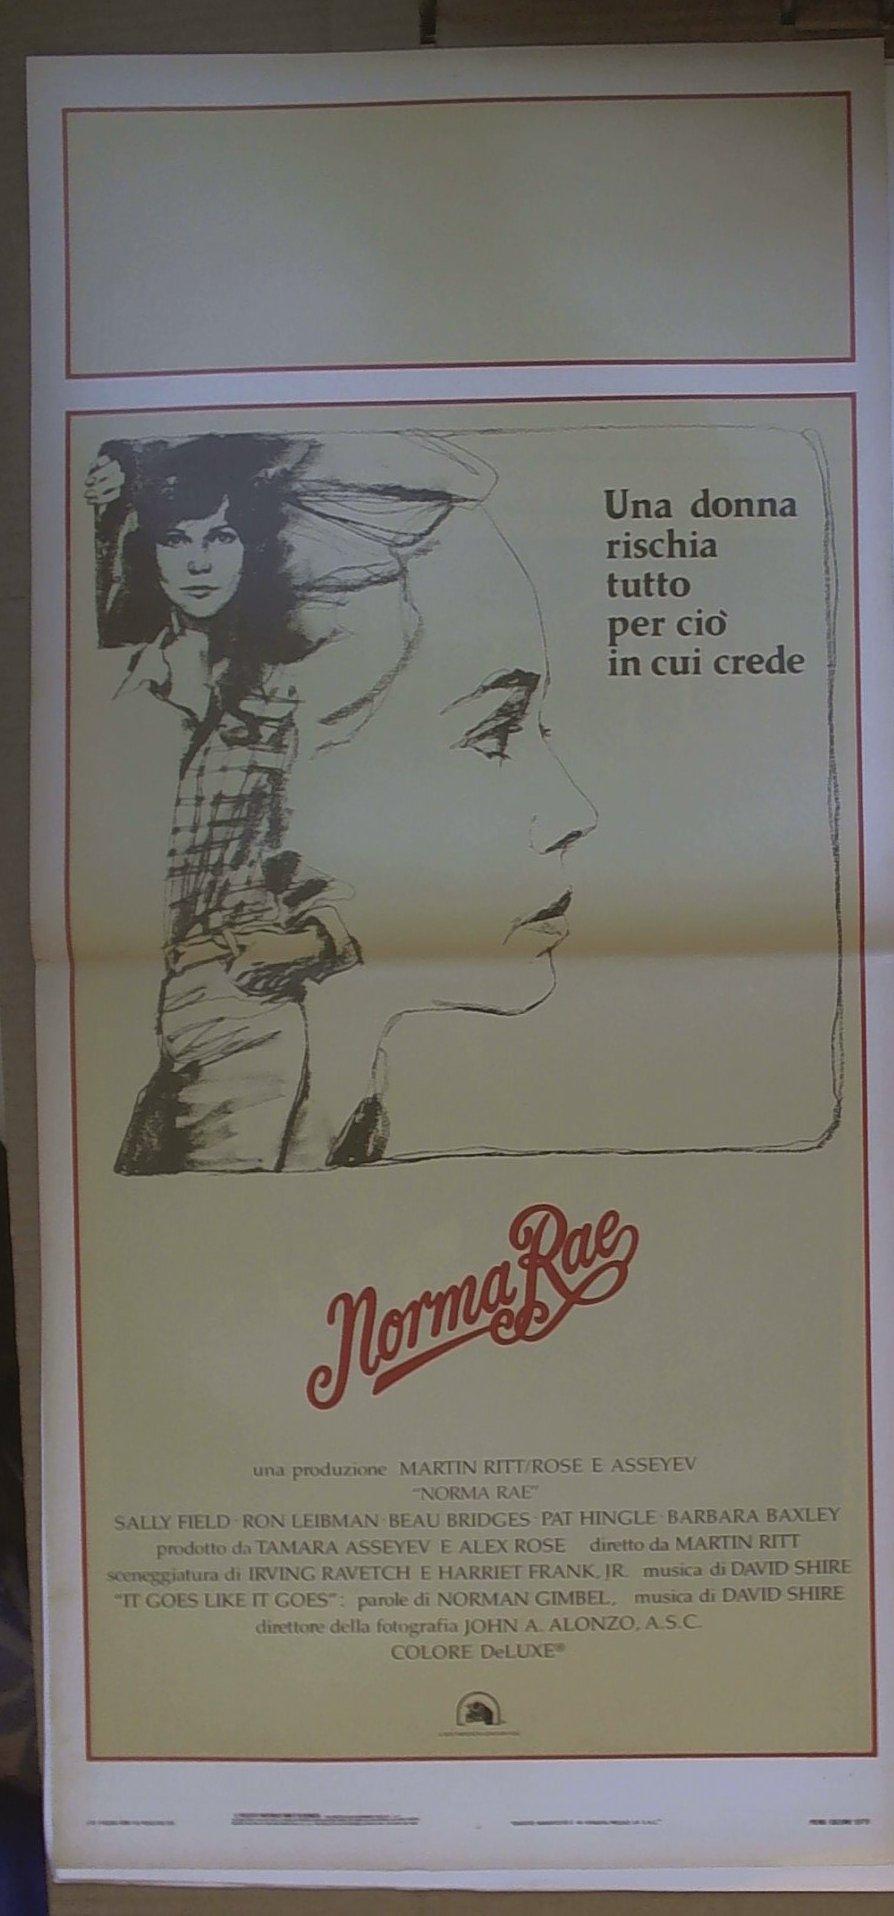 Una donna
rischia
tutto
per ciò
in cui crede
Norma Rae
una produzione MARTIN RITT/ROSE E ASSEYEV
"NORMA RAE"
SALLY FIELD · RON LEIBMAN · BEAU BRIDGES · PAT HINGLE · BARBARA BAXLEY
prodotto da TAMARA ASSEYEV E ALEX ROSE diretto da MARTIN RITT
sceneggiatura di IRVING RAVETCH E HARRIET FRANK, JR. musica di DAVID SHIRE
"IT GOES LIKE IT GOES": parole di NORMAN GIMBEL, musica di DAVID SHIRE
direttore della fotografia JOHN A. ALONZO, A.S.C.
COLORE DeLUXE®